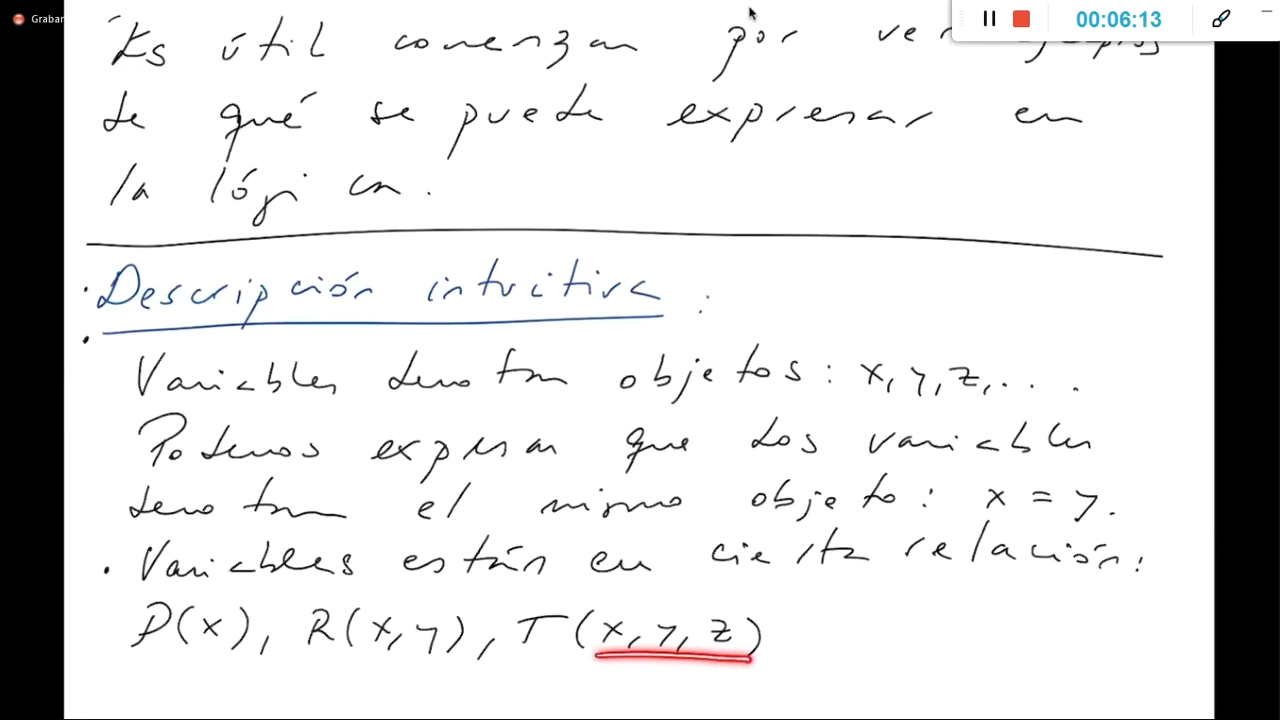 Grabar
00:06:13
Es útil comenzar por ver ejemplos
de qué se puede expresar en
la lógica.
· Descripción intuitiva :
·
Variables denotan objetos: x, y, z, ...
Podemos expresar que dos variables
denotan el mismo objeto: x = y.
· Variables están en cierta relación:
P(x), R(x,y), T(x,y,z)